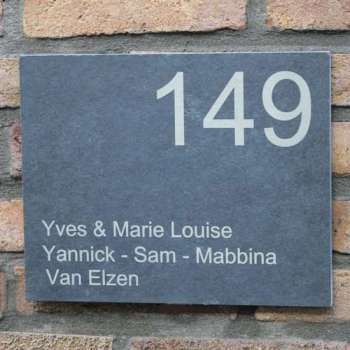 149
Yves & Marie Louise
Yannick - Sam - Mabbina
Van Elzen